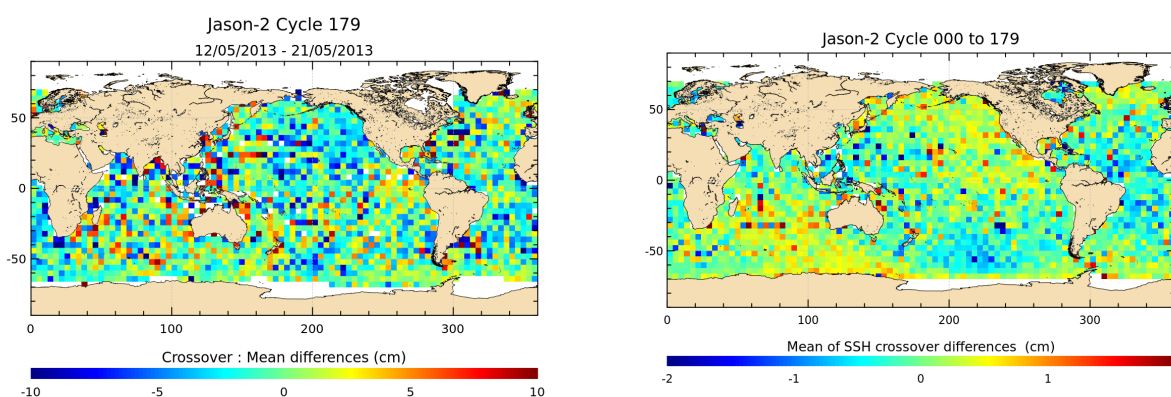 Jason-2 Cycle 179
12/05/2013 - 21/05/2013
50
0
-50
0 100 200 300
Crossover : Mean differences (cm)
-10 -5 0 5 10
Jason-2 Cycle 000 to 179
50
0
-50
0 100 200 300
Mean of SSH crossover differences (cm)
-2 -1 0 1